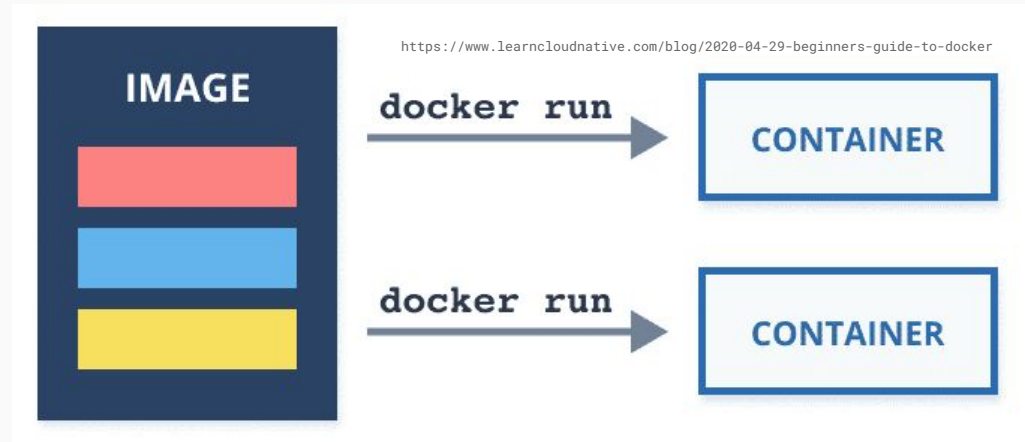 https://www.learncloudnative.com/blog/2020-04-29-beginners-guide-to-docker
IMAGE
docker run
CONTAINER
docker run
CONTAINER